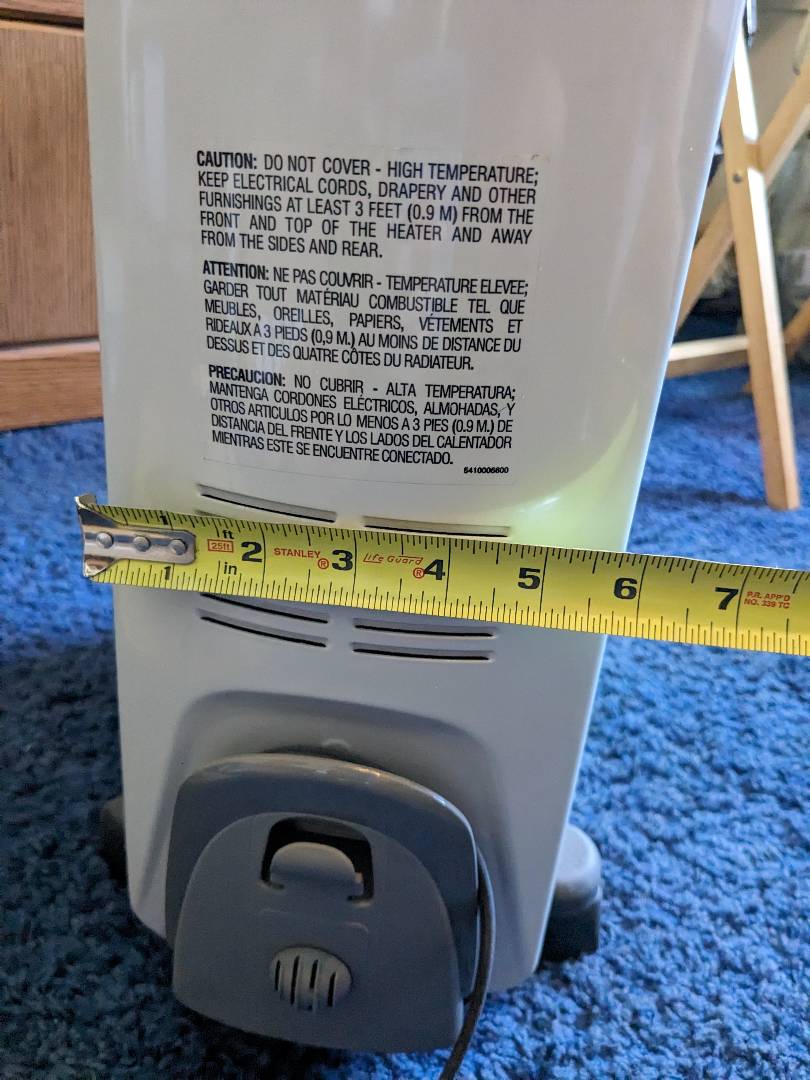 CAUTION: DO NOT COVER - HIGH TEMPERATURE;
KEEP ELECTRICAL CORDS, DRAPERY AND OTHER
FURNISHINGS AT LEAST 3 FEET (0.9 M) FROM THE
FRONT AND TOP OF THE HEATER AND AWAY
FROM THE SIDES AND REAR.
ATTENTION: NE PAS COUVRIR - TEMPERATURE ELEVEE;
GARDER TOUT MATÉRIAU COMBUSTIBLE TEL QUE
MEUBLES, OREILLES, PAPIERS, VÉTEMENTS ET
RIDEAUX A 3 PIEDS (0,9 M.) AU MOINS DE DISTANCE DU
DESSUS ET DES QUATRE CÔTES DU RADIATEUR.
PRECAUCION: NO CUBRIR - ALTA TEMPERATURA;
MANTENGA CORDONES ELÉCTRICOS, ALMOHADAS, Y
OTROS ARTICULOS POR LO MENOS A 3 PIES (0.9 M.) DE
DISTANCIA DEL FRENTE Y LOS LADOS DEL CALENTADOR
MIENTRAS ESTE SE ENCUENTRE CONECTADO.
5410006600
1 ft 25ft 2 STANLEY® 3 Life Guard® 4 5 6 7 P.R. APP'D
NO. 339 TC
1 in